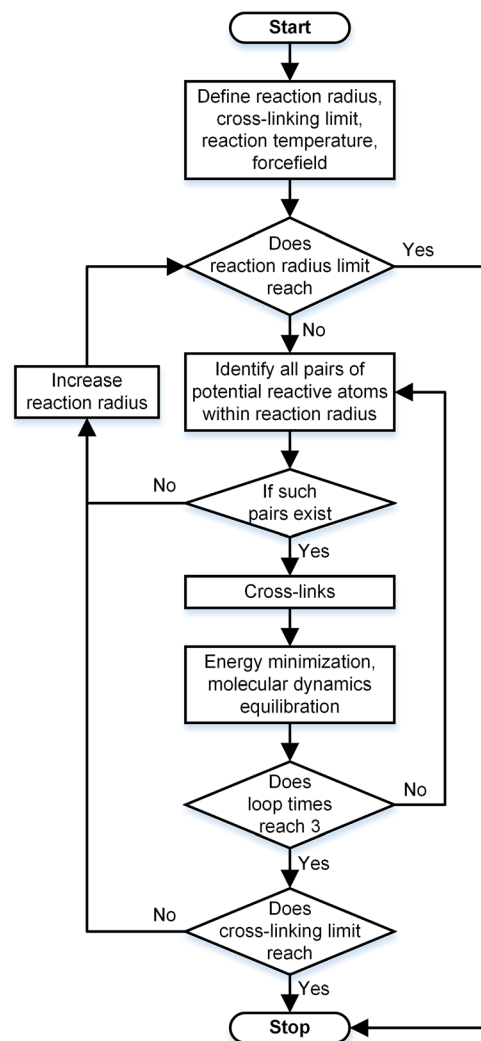 Start
Define reaction radius,
cross-linking limit,
reaction temperature,
forcefield
Does
reaction radius limit
reach
Yes
No
Increase
reaction radius
Identify all pairs of
potential reactive atoms
within reaction radius
No
If such
pairs exist
Yes
Cross-links
Energy minimization,
molecular dynamics
equilibration
Does
loop times
reach 3
No
Yes
No
Does
cross-linking limit
reach
Yes
Stop